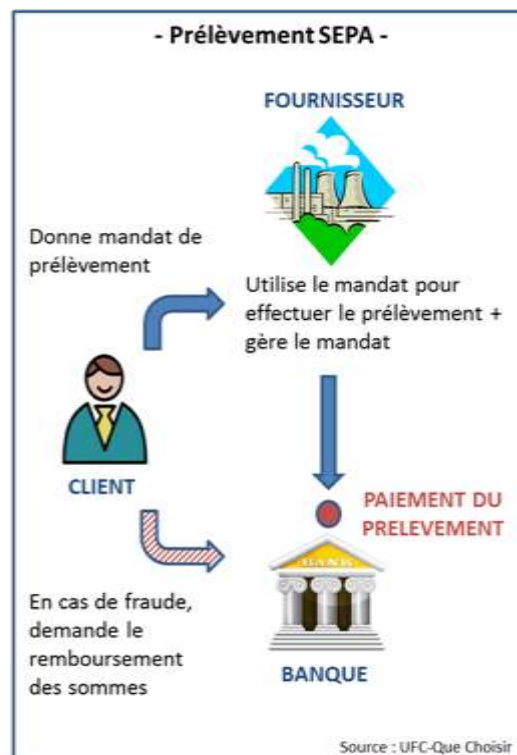 - Prélèvement SEPA -
FOURNISSEUR
Donne mandat de
prélèvement
Utilise le mandat pour
effectuer le prélèvement +
gère le mandat
CLIENT
PAIEMENT DU
PRELEVEMENT
BANK
En cas de fraude,
demande le
remboursement
des sommes
BANQUE
Source : UFC-Que Choisir